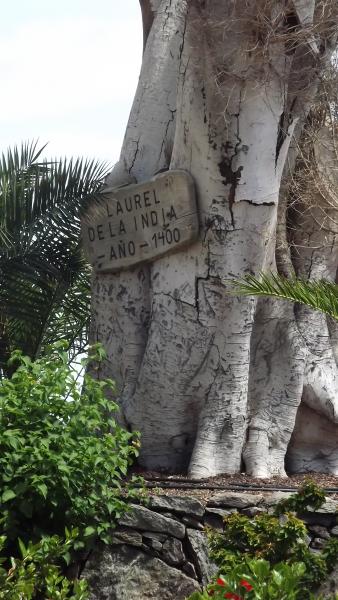 LAUREL
DE LA INDIA
- AÑO - 1400